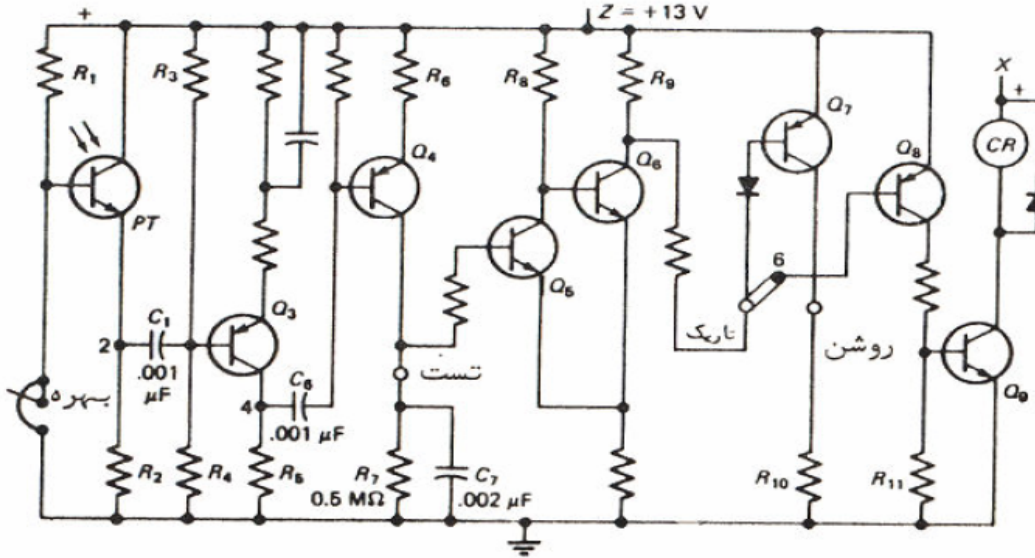 +
Z = +13 V
R1
R3
R6
R8
R9
Q7
X
+
CR
Q4
Q6
Q8
PT
Q5
6
Q3
C1
2
.001
µF
تاریک
روشن
بهره
تست
C6
4
.001 µF
Q9
R2
R4
R5
R7
0.5 MΩ
C7
.002 µF
R10
R11